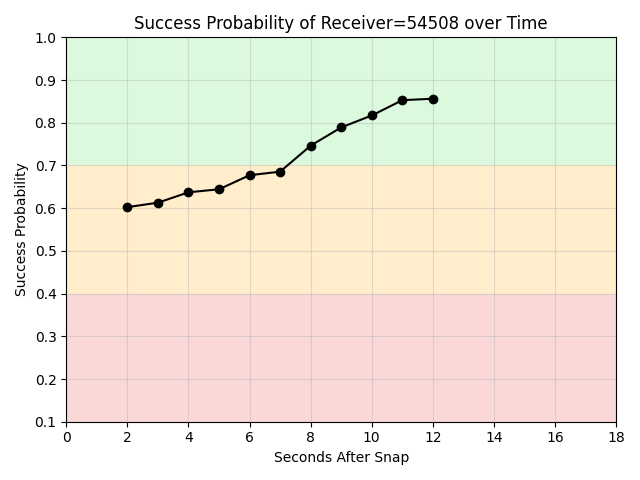 Success Probability of Receiver=54508 over Time
1.0
0.9
0.8
0.7
0.6
0.5
0.4
0.3
0.2
0.1
Success Probability
0 2 4 6 8 10 12 14 16 18
Seconds After Snap